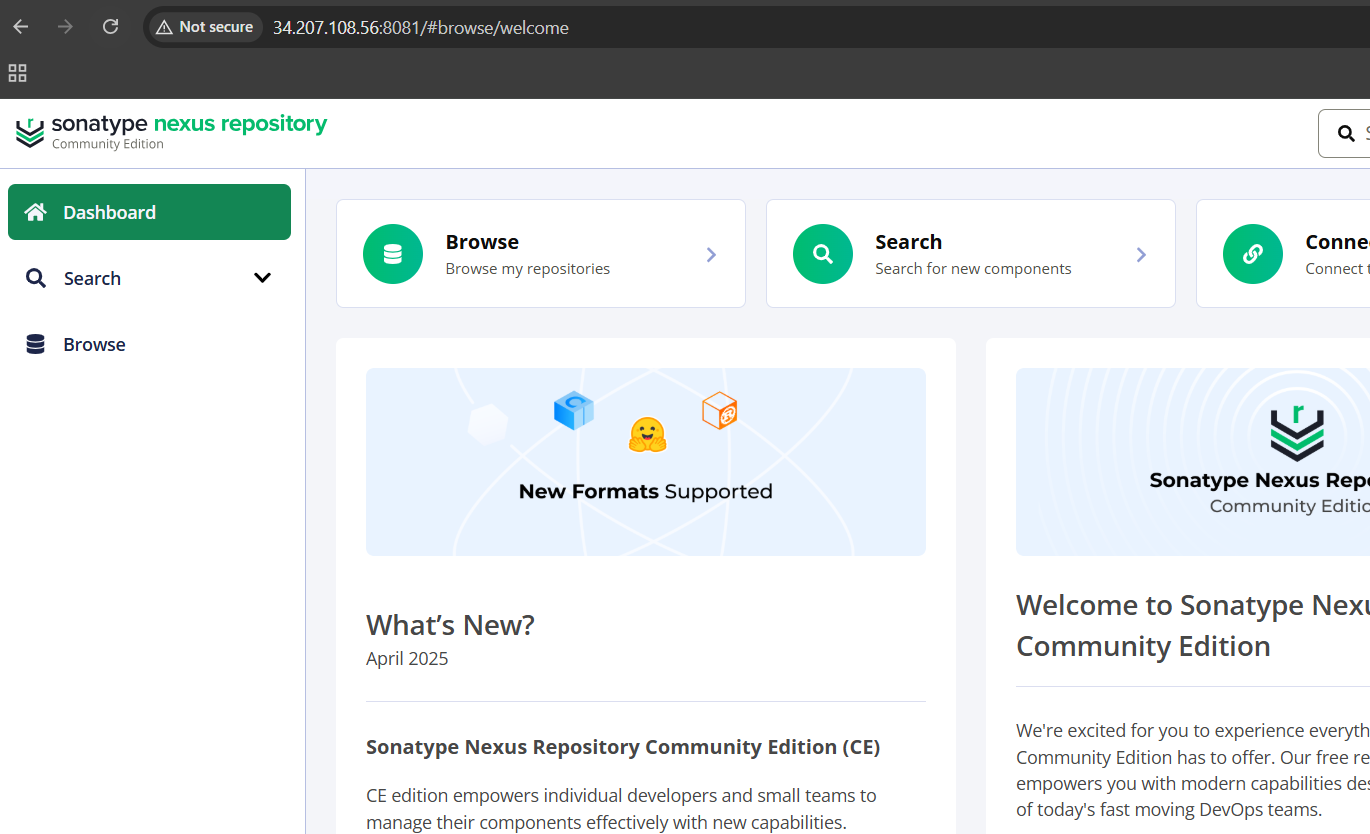 Not secure 34.207.108.56:8081/#browse/welcome
sonatype nexus repository
Community Edition
Dashboard
Search
Browse
Browse
Browse my repositories
Search
Search for new components
New Formats Supported
What's New?
April 2025
Sonatype Nexus Repository Community Edition (CE)
CE edition empowers individual developers and small teams to
manage their components effectively with new capabilities.
Sonatype Nexus
Community
Welcome to Sonatype
Community Edition
We're excited for you to experience
Community Edition has to offer. Our free
empowers you with modern capabilities
of today's fast moving DevOps teams.